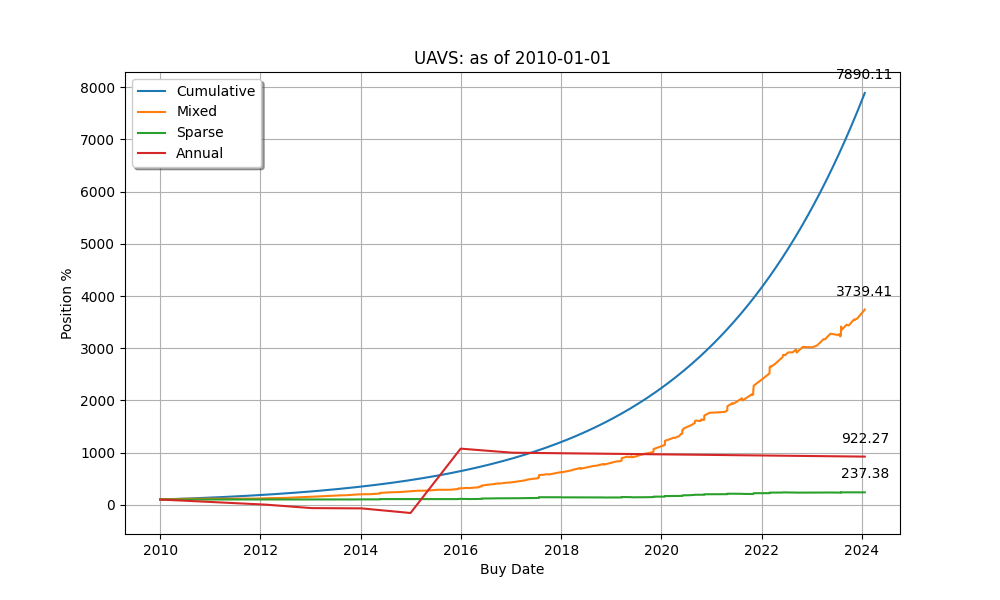 UAVS: as of 2010-01-01
7890.11
8000
Cumulative
Mixed
Sparse
Annual
7000
6000
5000
4000
3739.41
3000
2000
1000
922.27
237.38
0
Position %
2010 2012 2014 2016 2018 2020 2022 2024
Buy Date